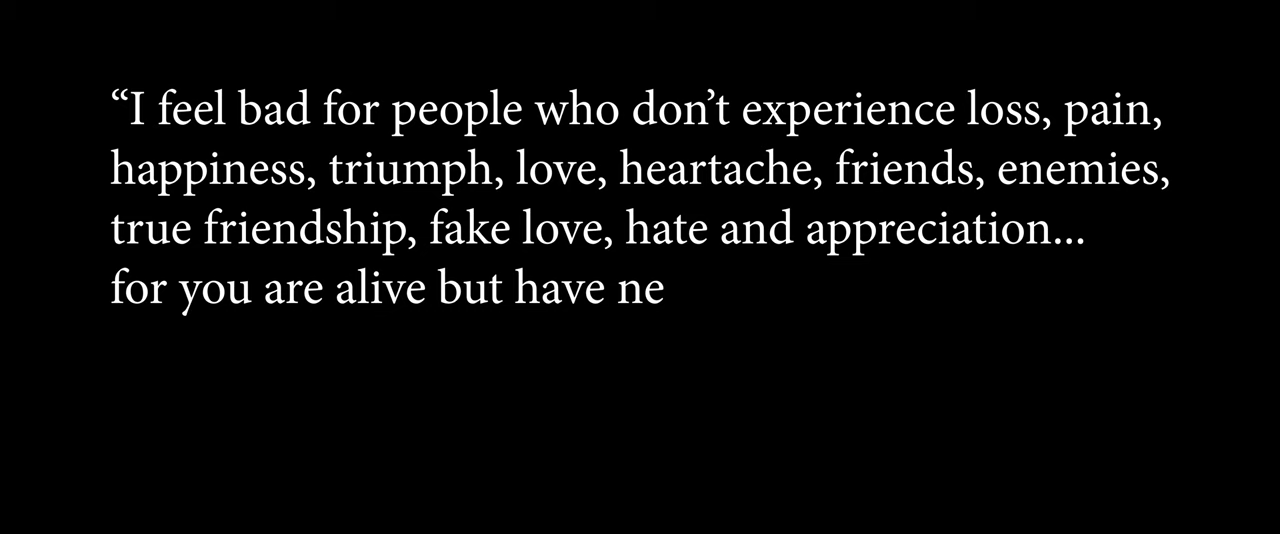 “I feel bad for people who don’t experience loss, pain,
happiness, triumph, love, heartache, friends, enemies,
true friendship, fake love, hate and appreciation...
for you are alive but have ne